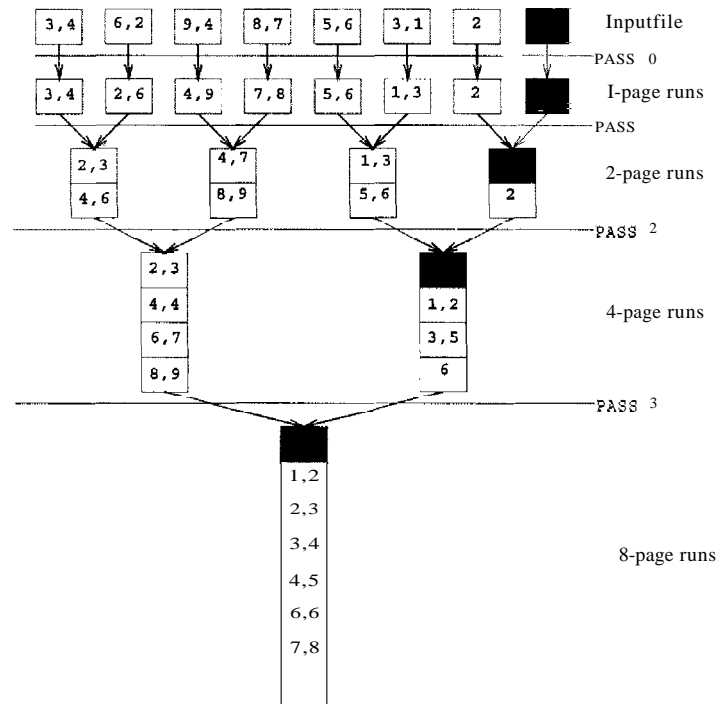 3,4 6,2 9,4 8,7 5,6 3,1 2 Inputfile
PASS 0
3,4 2,6 4,9 7,8 5,6 1,3 2 I-page runs
PASS
2,3 4,7 1,3 2-page runs
4,6 8,9 5,6 2
PASS 2
2,3
4,4 1,2 4-page runs
6,7 3,5
8,9 6
PASS 3
1,2
2,3
3,4
4,5 8-page runs
6,6
7,8